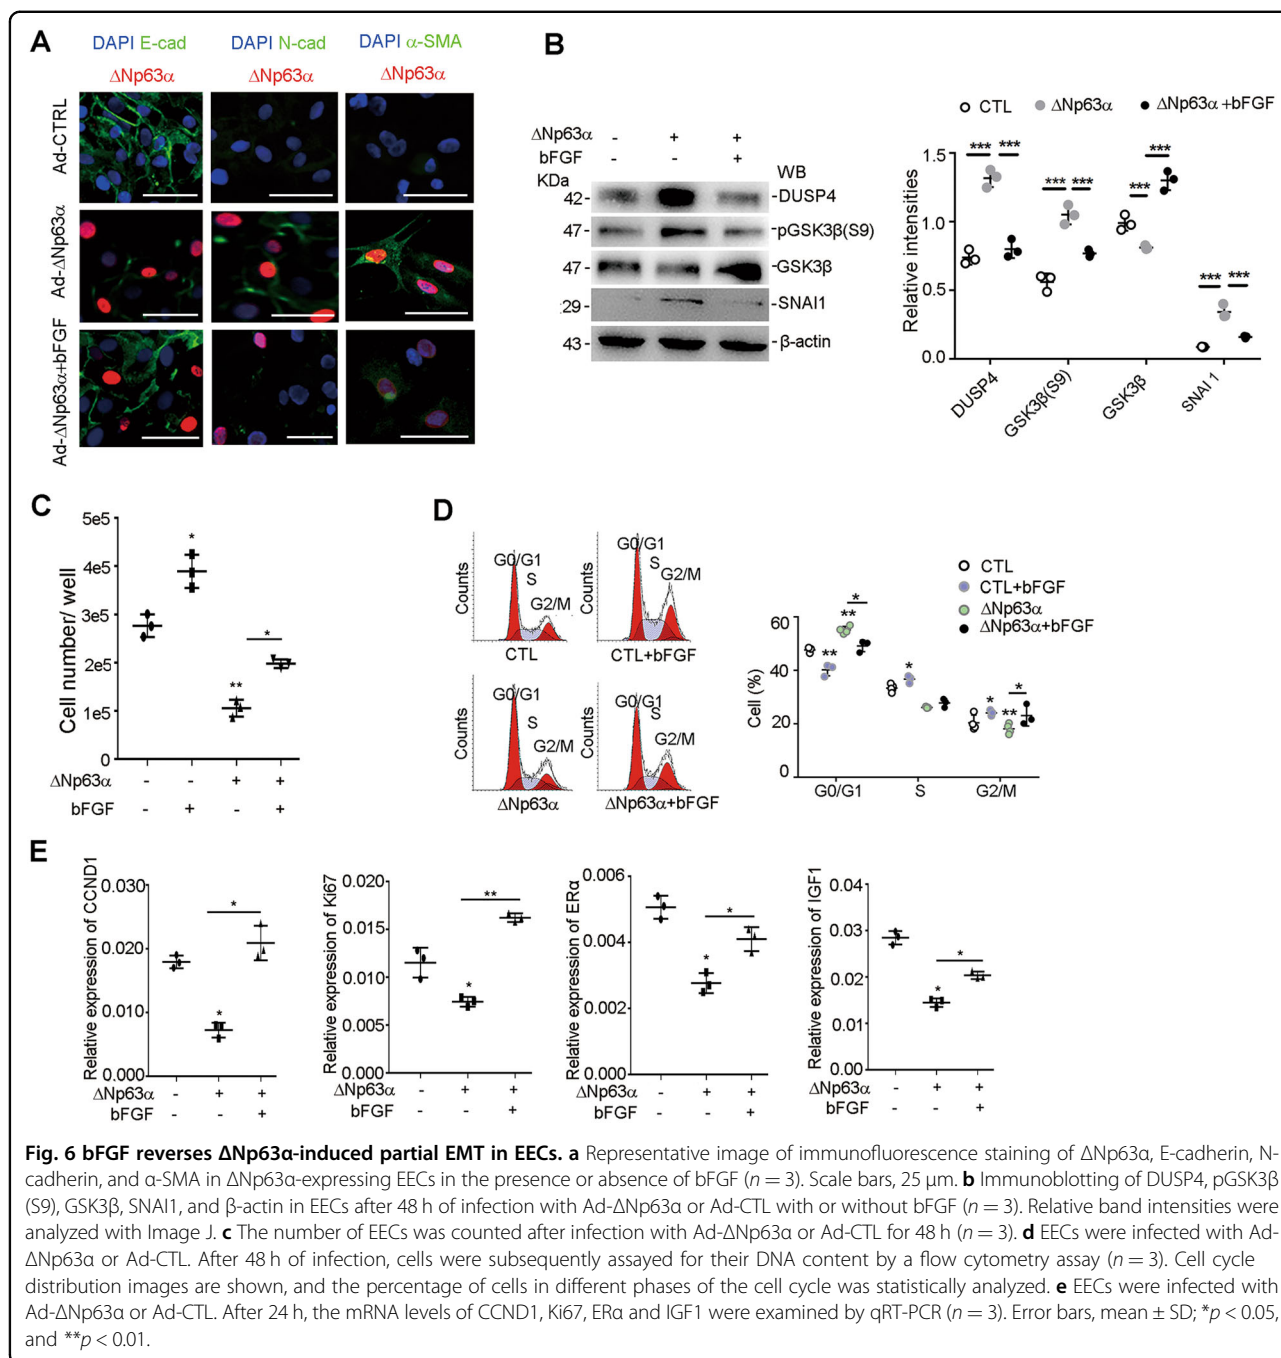 A
DAPI E-cad
DAPI N-cad
DAPI α-SMA
ΔNp63α
ΔNp63α
ΔNp63α
Ad-CTRL
Ad-ΔNp63α
Ad-ΔNp63α+bFGF
B
ΔNp63α - + +
bFGF - - +
KDa
WB
42 -DUSP4
47 -pGSK3β(S9)
47 -GSK3β
29 -SNAI1
43 -β-actin
CTL ΔNp63α ΔNp63α+bFGF
Relative intensities
1.5
1.0
0.5
0.0
*** *** *** *** *** *** *** ***
DUSP4
GSK3β(S9)
GSK3β
SNAI 1
C
Cell number/ well
5e5
4e5
3e5
2e5
1e5
0
* ** *
ΔNp63α - - + +
bFGF - + - +
D
Counts
G0/G1
S
G2/M
CTL
Counts
G0/G1
S
G2/M
CTL+bFGF
Counts
G0/G1
S
G2/M
ΔNp63α
Counts
G0/G1
S
G2/M
ΔNp63α+bFGF
CTL
CTL+bFGF
ΔNp63α
ΔNp63α+bFGF
Cell (%)
60
40
20
0
** ** * * * ** *
G0/G1 S G2/M
E
Relative expression of CCND1
0.030
0.020
0.010
0.000
* *
ΔNp63α - + +
bFGF - - +
Relative expression of Ki67
0.020
0.015
0.010
0.005
0.000
* **
- + +
- - +
Relative expression of ERα
0.006
0.004
0.002
0.000
* *
ΔNp63α - + +
bFGF - - +
Relative expression of IGF1
0.04
0.03
0.02
0.01
0.00
* *
ΔNp63α - + +
bFGF - - +
Fig. 6 bFGF reverses ΔNp63α-induced partial EMT in EECs. a Representative image of immunofluorescence staining of ΔNp63α, E-cadherin, N-
cadherin, and α-SMA in ΔNp63α-expressing EECs in the presence or absence of bFGF (n = 3). Scale bars, 25 μm. b Immunoblotting of DUSP4, pGSK3β
(S9), GSK3β, SNAI1, and β-actin in EECs after 48 h of infection with Ad-ΔNp63α or Ad-CTL with or without bFGF (n = 3). Relative band intensities were
analyzed with Image J. c The number of EECs was counted after infection with Ad-ΔNp63α or Ad-CTL for 48 h (n = 3). d EECs were infected with Ad-
ΔNp63α or Ad-CTL. After 48 h of infection, cells were subsequently assayed for their DNA content by a flow cytometry assay (n = 3). Cell cycle
distribution images are shown, and the percentage of cells in different phases of the cell cycle was statistically analyzed. e EECs were infected with
Ad-ΔNp63α or Ad-CTL. After 24 h, the mRNA levels of CCND1, Ki67, ERα and IGF1 were examined by qRT-PCR (n = 3). Error bars, mean ± SD; *p < 0.05,
and **p < 0.01.